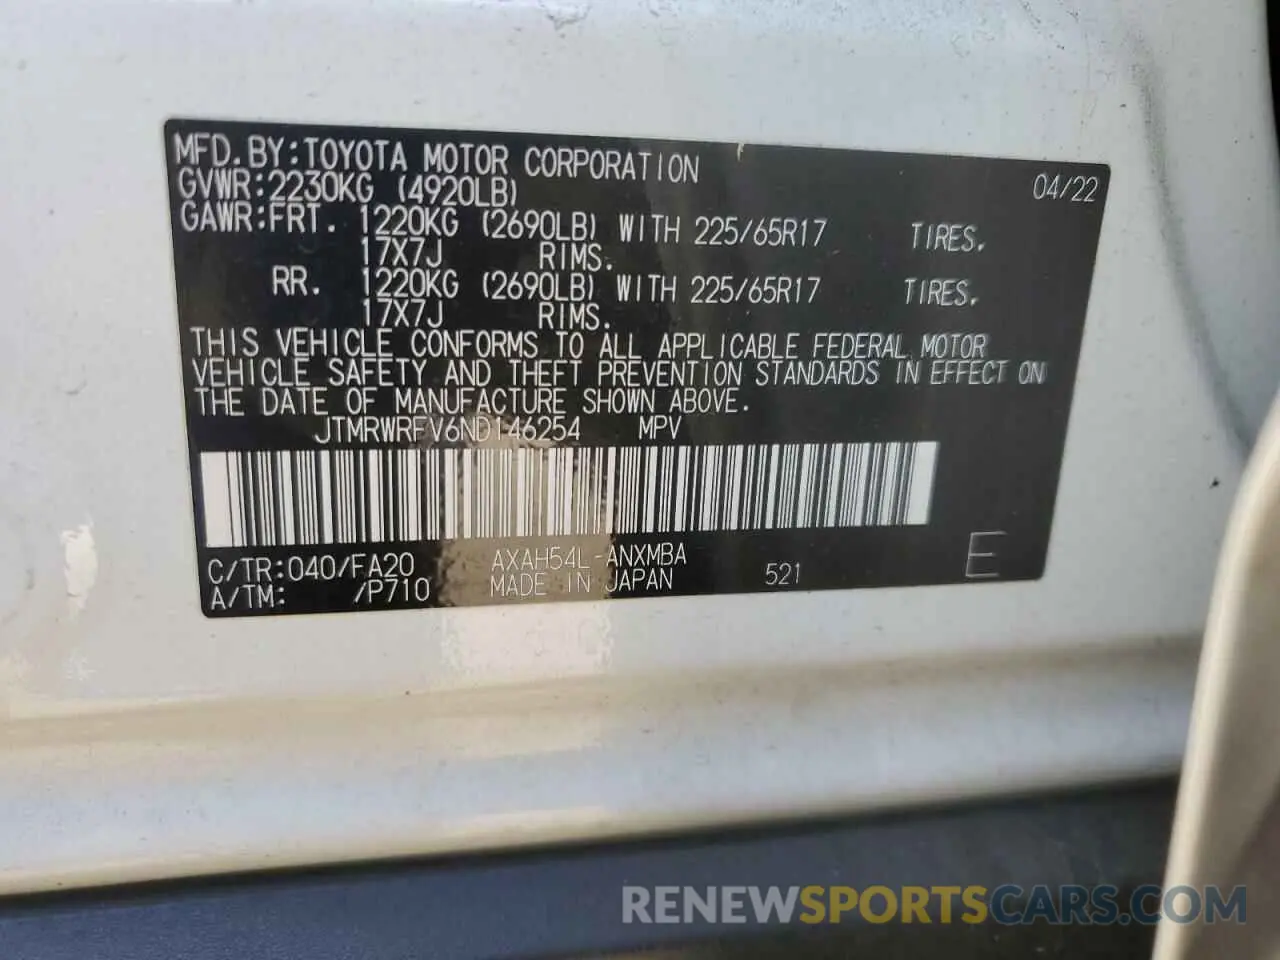 MFD. BY: TOYOTA MOTOR CORPORATION 04/22
GVWR: 2230KG (4920LB)
GAWR: FRT. 1220KG (2690LB) WITH 225/65R17 TIRES.
17X7J RIMS.
RR. 1220KG (2690LB) WITH 225/65R17 TIRES.
17X7J RIMS.
THIS VEHICLE CONFORMS TO ALL APPLICABLE FEDERAL MOTOR
VEHICLE SAFETY AND THEFT PREVENTION STANDARDS IN EFFECT ON
THE DATE OF MANUFACTURE SHOWN ABOVE.
JTMRWRFV6ND146254 MPV
C/TR: 040/FA20 AXAH54L-ANXMBA
A/TM: /P710 MADE IN JAPAN 521 E
RENEWSPORTSCARS.COM